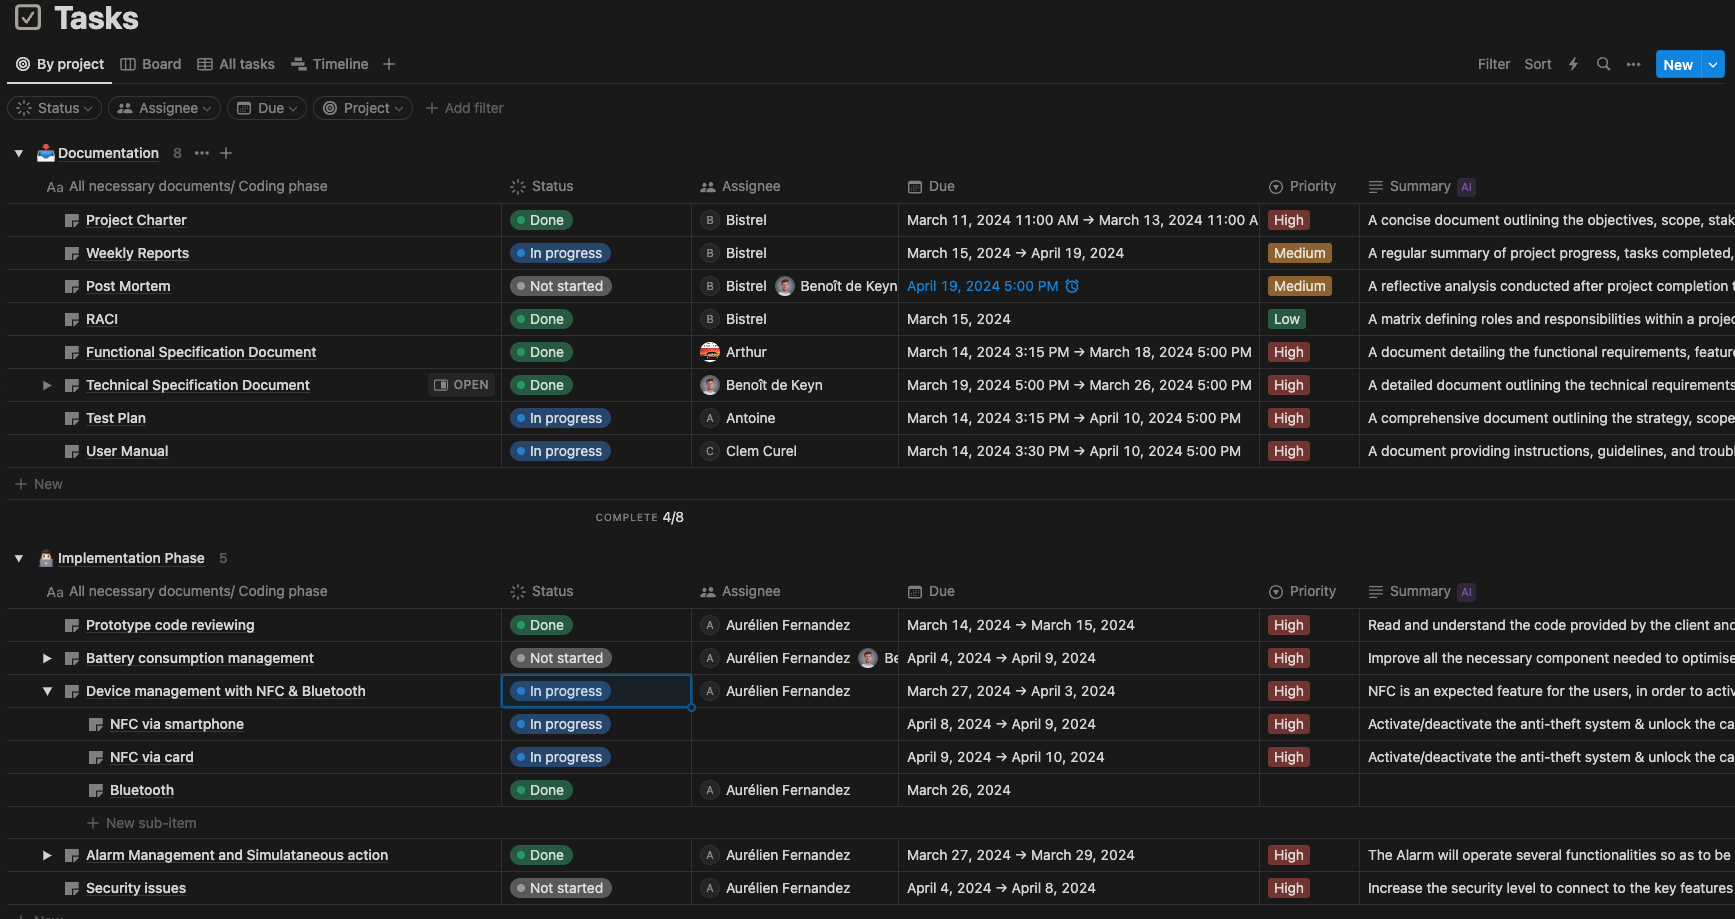 Tasks
By project Board All tasks Timeline Filter Sort New
Status Assignee Due Project Add filter
Documentation 8
Aa All necessary documents/ Coding phase Status Assignee Due Priority Summary AI
Project Charter Done B Bistrel March 11, 2024 11:00 AM → March 13, 2024 11:00 A High A concise document outlining the objectives, scope, stak
Weekly Reports In progress B Bistrel March 15, 2024 → April 19, 2024 Medium A regular summary of project progress, tasks completed,
Post Mortem Not started B Bistrel Benoît de Keyn April 19, 2024 5:00 PM Medium A reflective analysis conducted after project completion t
RACI Done B Bistrel March 15, 2024 Low A matrix defining roles and responsibilities within a projec
Functional Specification Document Done Arthur March 14, 2024 3:15 PM → March 18, 2024 5:00 PM High A document detailing the functional requirements, feature
Technical Specification Document OPEN Done Benoît de Keyn March 19, 2024 5:00 PM → March 26, 2024 5:00 PM High A detailed document outlining the technical requirements
Test Plan In progress A Antoine March 14, 2024 3:15 PM → April 10, 2024 5:00 PM High A comprehensive document outlining the strategy, scope
User Manual In progress C Clem Curel March 14, 2024 3:30 PM → April 10, 2024 5:00 PM High A document providing instructions, guidelines, and troubl
+ New
COMPLETE 4/8
Implementation Phase 5
Aa All necessary documents/ Coding phase Status Assignee Due Priority Summary AI
Prototype code reviewing Done A Aurélien Fernandez March 14, 2024 → March 15, 2024 High Read and understand the code provided by the client and
Battery consumption management Not started A Aurélien Fernandez Be April 4, 2024 → April 9, 2024 High Improve all the necessary component needed to optimise
Device management with NFC & Bluetooth In progress A Aurélien Fernandez March 27, 2024 → April 3, 2024 High NFC is an expected feature for the users, in order to activ
NFC via smartphone In progress April 8, 2024 → April 9, 2024 High Activate/deactivate the anti-theft system & unlock the ca
NFC via card In progress April 9, 2024 → April 10, 2024 High Activate/deactivate the anti-theft system & unlock the ca
Bluetooth Done A Aurélien Fernandez March 26, 2024
+ New sub-item
Alarm Management and Simulataneous action Done A Aurélien Fernandez March 27, 2024 → March 29, 2024 High The Alarm will operate several functionalities so as to be
Security issues Not started A Aurélien Fernandez April 4, 2024 → April 8, 2024 High Increase the security level to connect to the key features